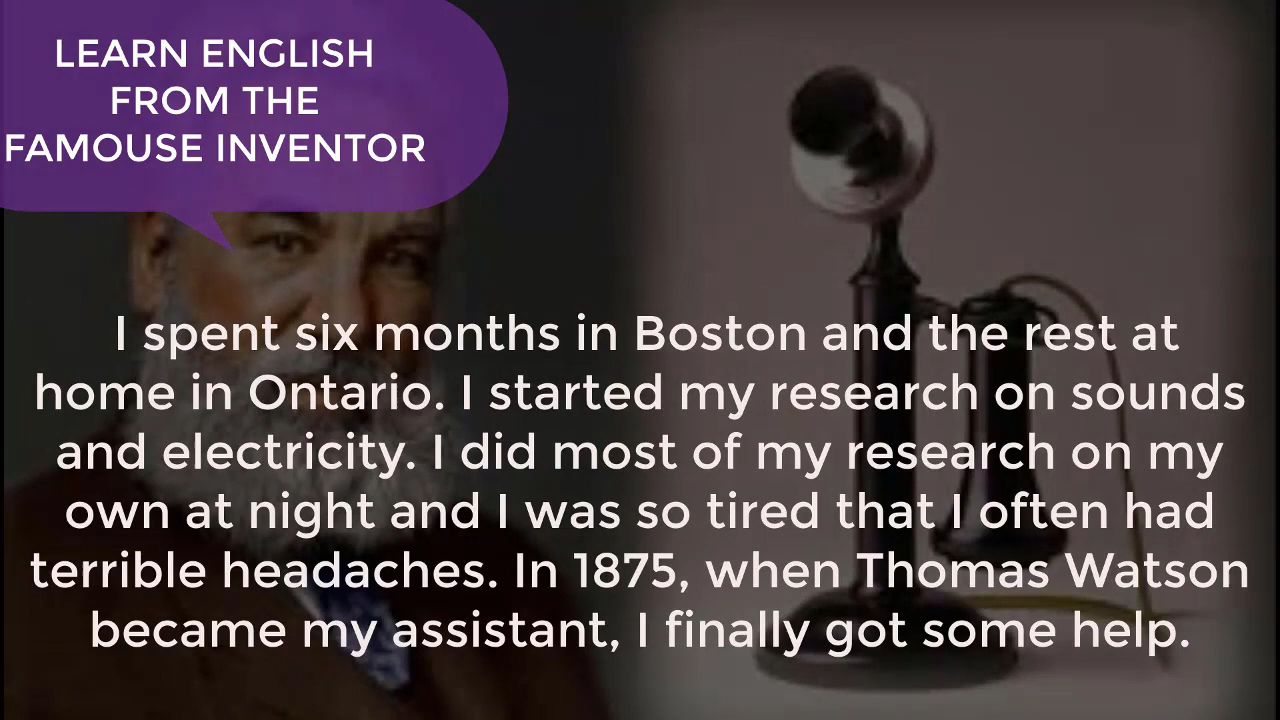 LEARN ENGLISH
FROM THE
FAMOUSE INVENTOR
I spent six months in Boston and the rest at
home in Ontario. I started my research on sounds
and electricity. I did most of my research on my
own at night and I was so tired that I often had
terrible headaches. In 1875, when Thomas Watson
became my assistant, I finally got some help.